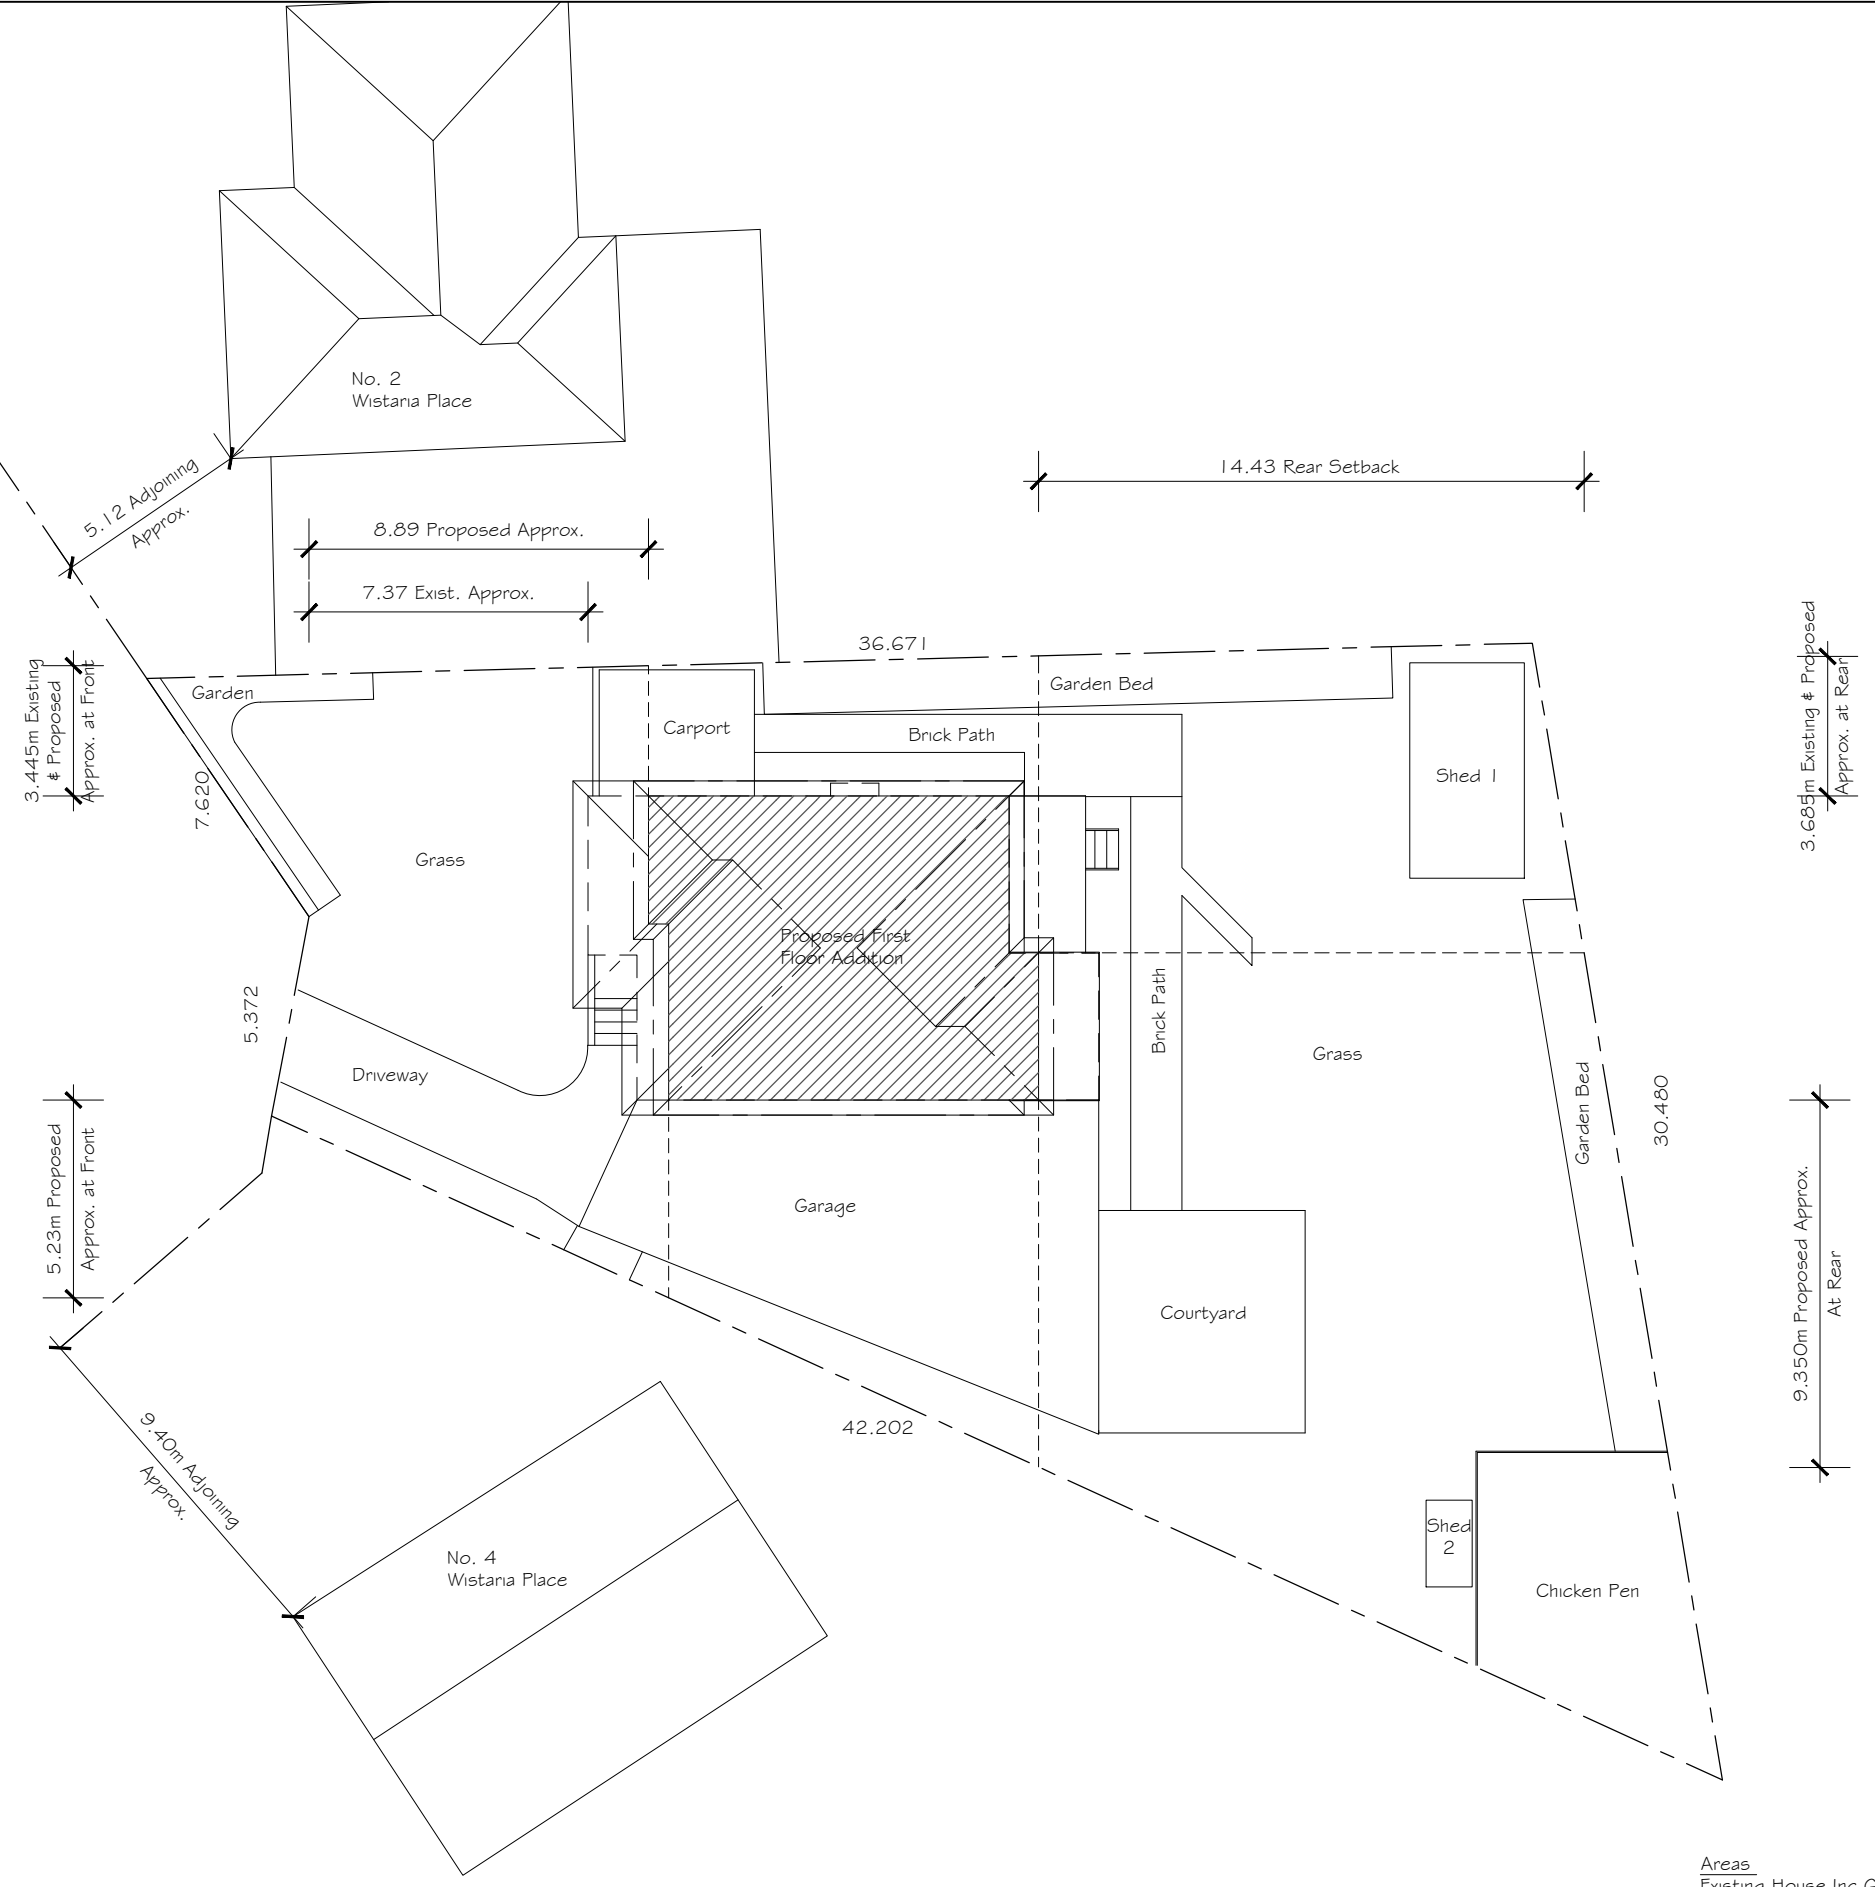 No. 2
Wistaria Place
5.12 Adjoining
Approx.
14.43 Rear Setback
8.89 Proposed Approx.
7.37 Exist. Approx.
36.671
3.445m Existing
& Proposed
Approx. at Front
3.685m Existing & Proposed
Approx. at Rear
Garden
Garden Bed
Carport
Brick Path
Shed 1
7.620
Grass
Proposed First
Floor Addition
5.372
Brick Path
Driveway
Grass
Garden Bed
30.480
5.23m Proposed
Approx. at Front
Garage
9.350m Proposed Approx.
At Rear
Courtyard
42.202
9.40m Adjoining
Approx.
No. 4
Wistaria Place
Shed
2
Chicken Pen
Areas
Existing House Inc